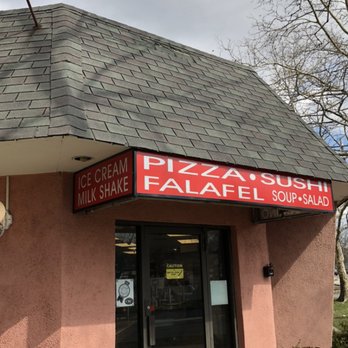 ICE CREAM
MILK SHAKE
PIZZA • SUSHI
FALAFEL SOUP • SALAD
CAUTION